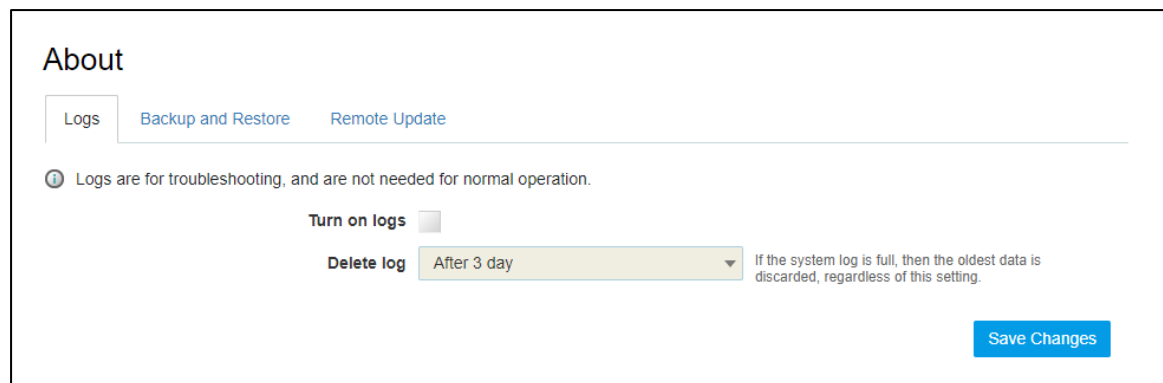 About
Logs Backup and Restore Remote Update
Logs are for troubleshooting, and are not needed for normal operation.
Turn on logs
Delete log After 3 day If the system log is full, then the oldest data is
discarded, regardless of this setting.
Save Changes